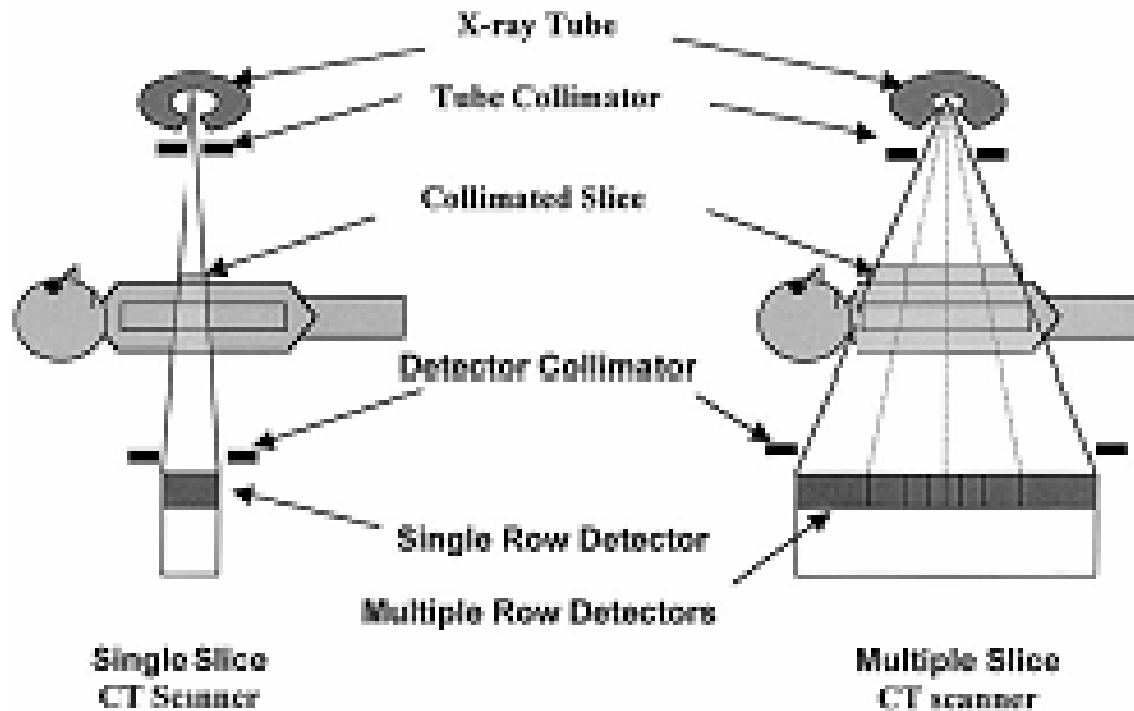 X-ray Tube
Tube Collimator
Collimated Slice
Detector Collimator
Single Row Detector
Multiple Row Detectors
Single Slice
CT Scanner
Multiple Slice
CT scanner